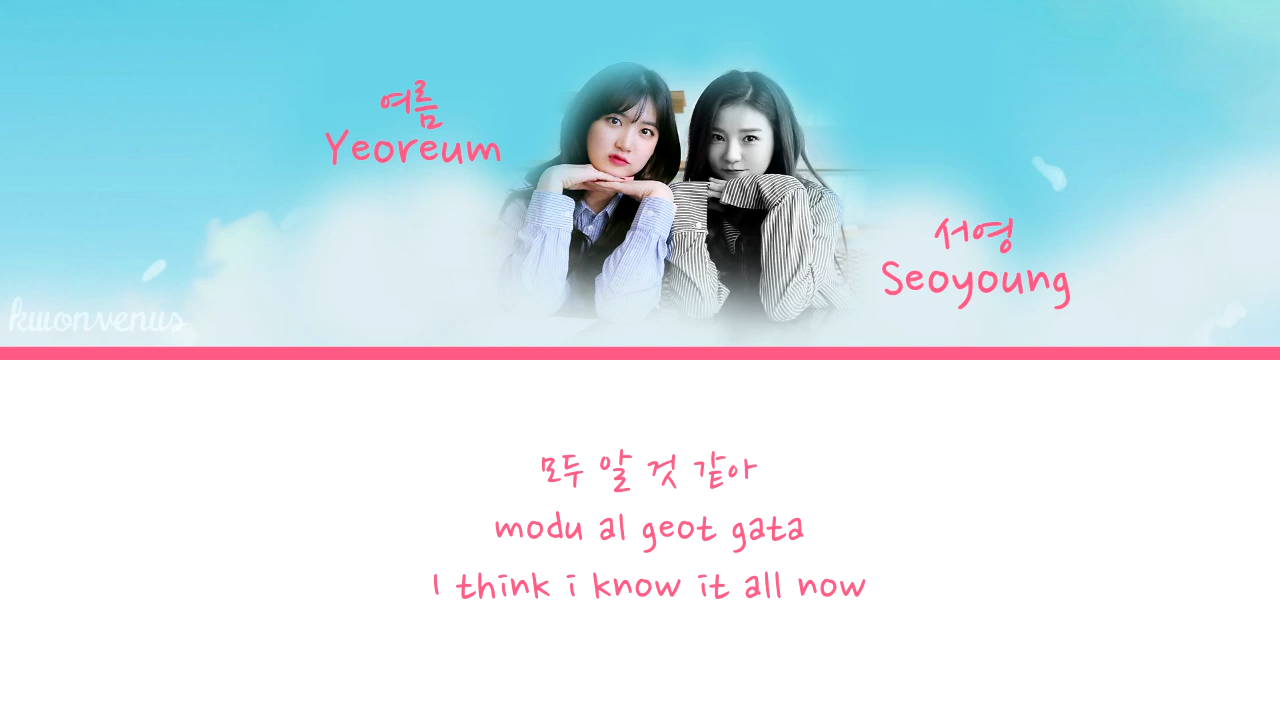 여름
Yeoreum
서영
Seoyoung
kwonvenus
모두 알 것 같아
modu al geot gata
I think i know it all now